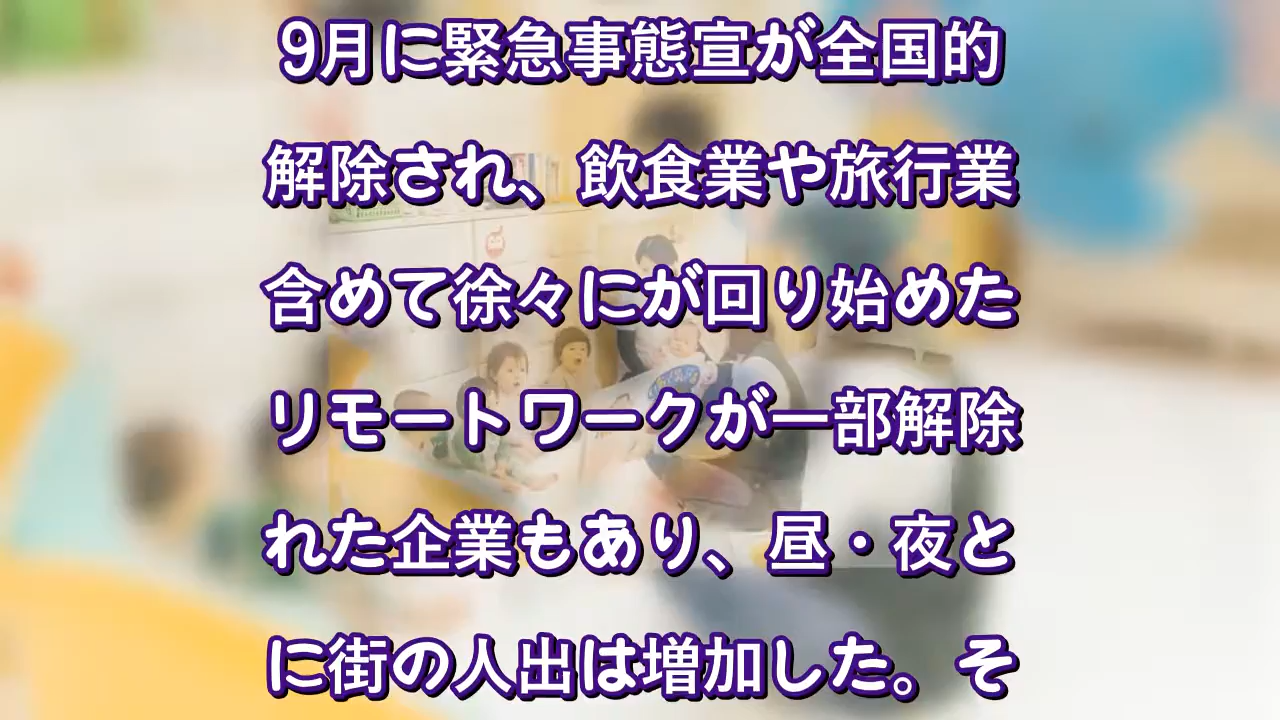 9月に緊急事態宣が全国的
解除され、飲食業や旅行業
含めて徐々にが回り始めた
リモートワークが一部解除
れた企業もあり、昼・夜と
に街の人出は増加した。そ